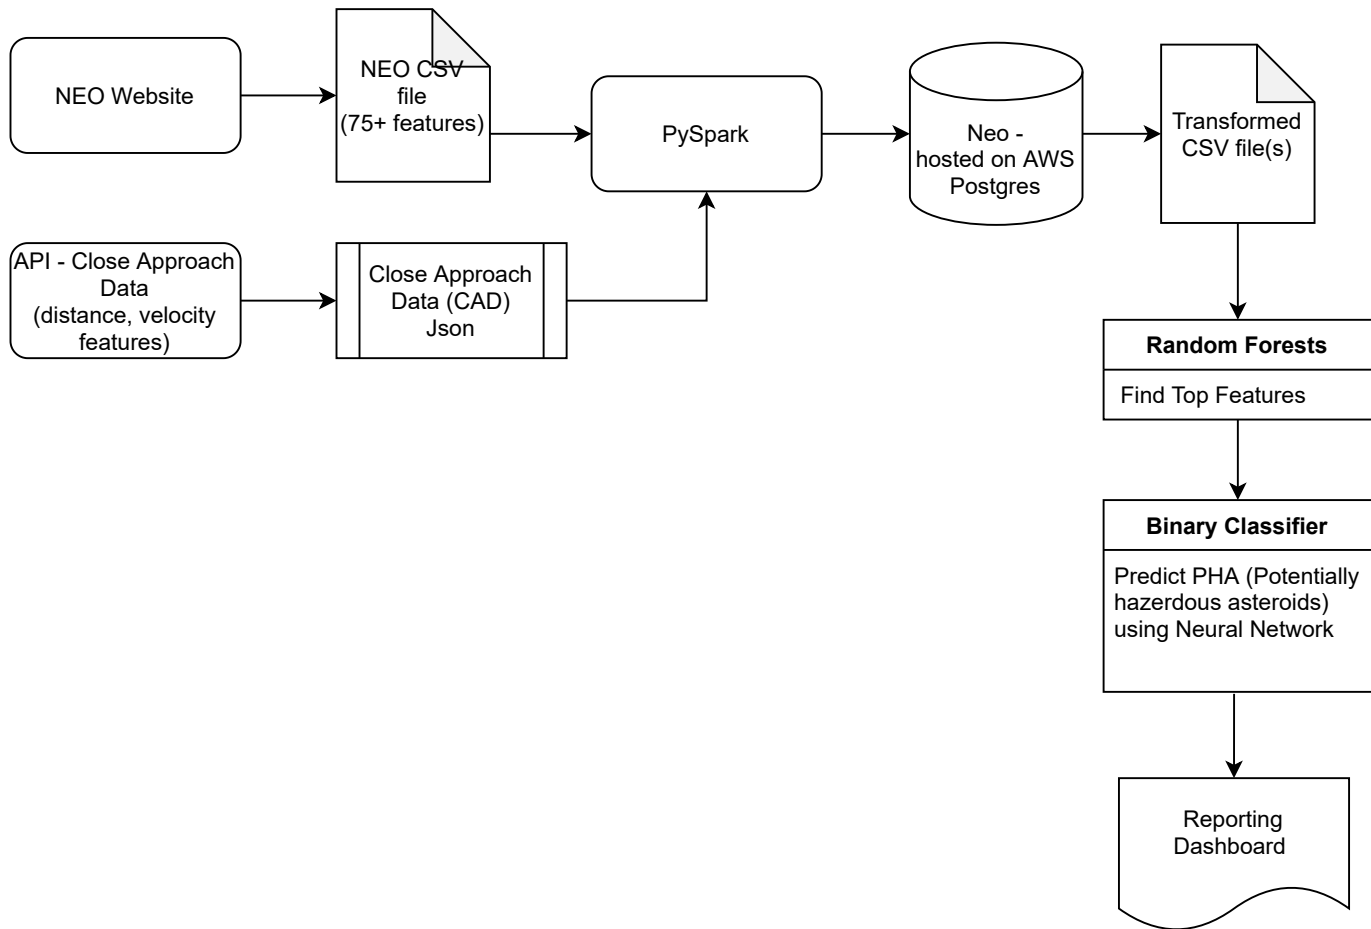 NEO Website
NEO CSV
file
(75+ features)
PySpark
Neo -
hosted on AWS
Postgres
Transformed
CSV file(s)
API - Close Approach
Data
(distance, velocity
features)
Close Approach
Data (CAD)
Json
Random Forests
Find Top Features
Binary Classifier
Predict PHA (Potentially
hazerdous asteroids)
using Neural Network
Reporting
Dashboard